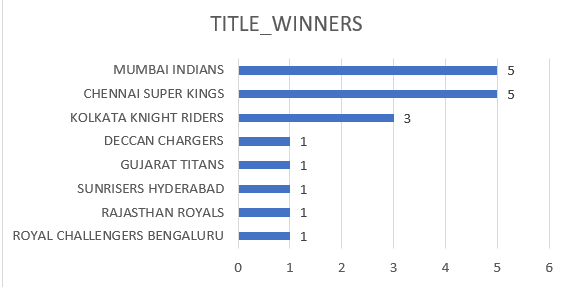 TITLE_WINNERS
MUMBAI INDIANS 5
CHENNAI SUPER KINGS 5
KOLKATA KNIGHT RIDERS 3
DECCAN CHARGERS 1
GUJARAT TITANS 1
SUNRISERS HYDERABAD 1
RAJASTHAN ROYALS 1
ROYAL CHALLENGERS BENGALURU 1
0 1 2 3 4 5 6